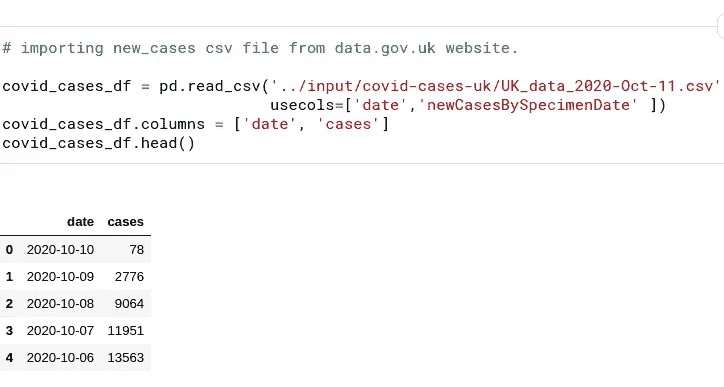 # importing new_cases csv file from data.gov.uk website.
covid_cases_df = pd.read_csv('../input/covid-cases-uk/UK_data_2020-Oct-11.csv'
usecols=['date','newCasesBySpecimenDate' ])
covid_cases_df.columns = ['date', 'cases']
covid_cases_df.head()
date cases
0 2020-10-10 78
1 2020-10-09 2776
2 2020-10-08 9064
3 2020-10-07 11951
4 2020-10-06 13563